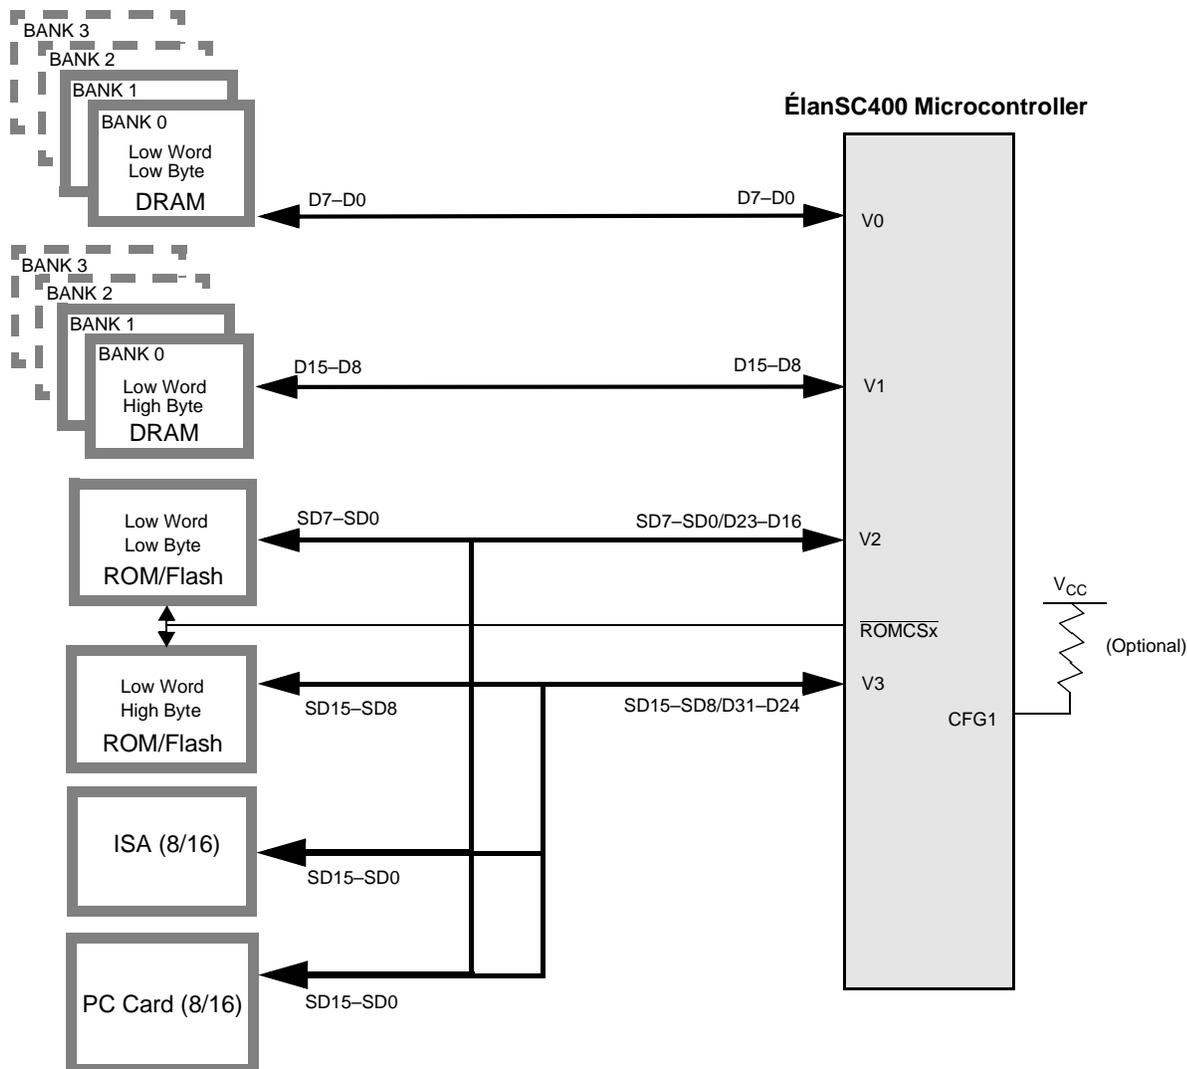 BANK 3
BANK 2
BANK 1
BANK 0
Low Word
Low Byte
DRAM
ÉlanSC400 Microcontroller
D7–D0
D7–D0
V0
BANK 3
BANK 2
BANK 1
BANK 0
Low Word
High Byte
DRAM
D15–D8
D15–D8
V1
Low Word
Low Byte
ROM/Flash
SD7–SD0
SD7–SD0/D23–D16
V2
ROMCSx
VCC
(Optional)
Low Word
High Byte
ROM/Flash
SD15–SD8
SD15–SD8/D31–D24
V3
CFG1
ISA (8/16)
SD15–SD0
PC Card (8/16)
SD15–SD0